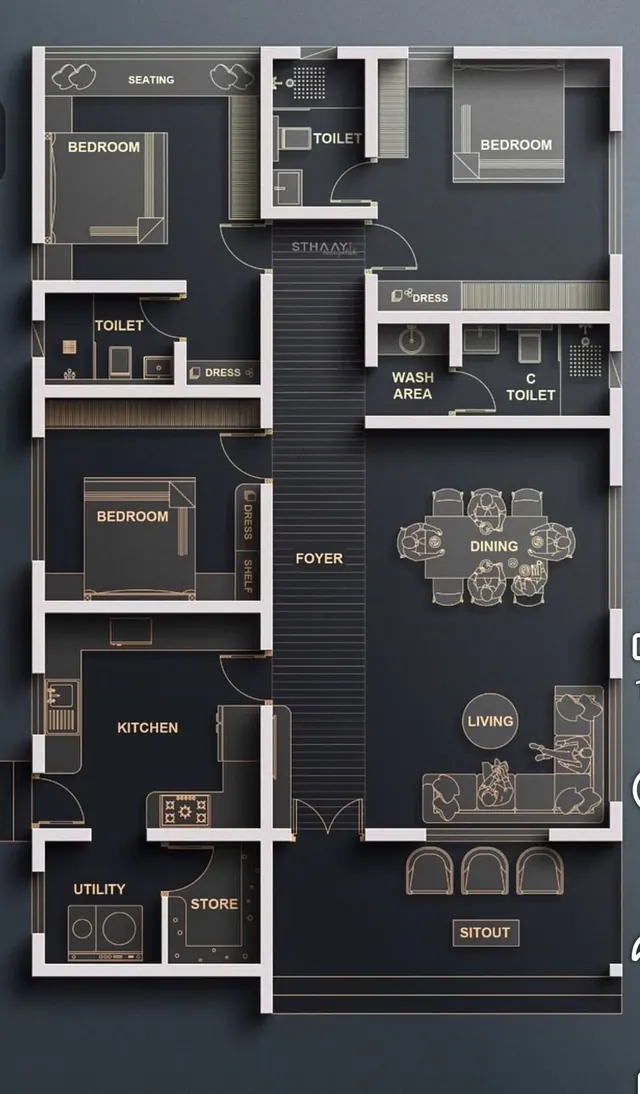 SEATING
BEDROOM
TOILET
BEDROOM
STHAAYI
DRESS
TOILET
DRESS
WASH
AREA
C
TOILET
BEDROOM
DRESS
SHELF
FOYER
DINING
KITCHEN
LIVING
UTILITY
STORE
SITOUT